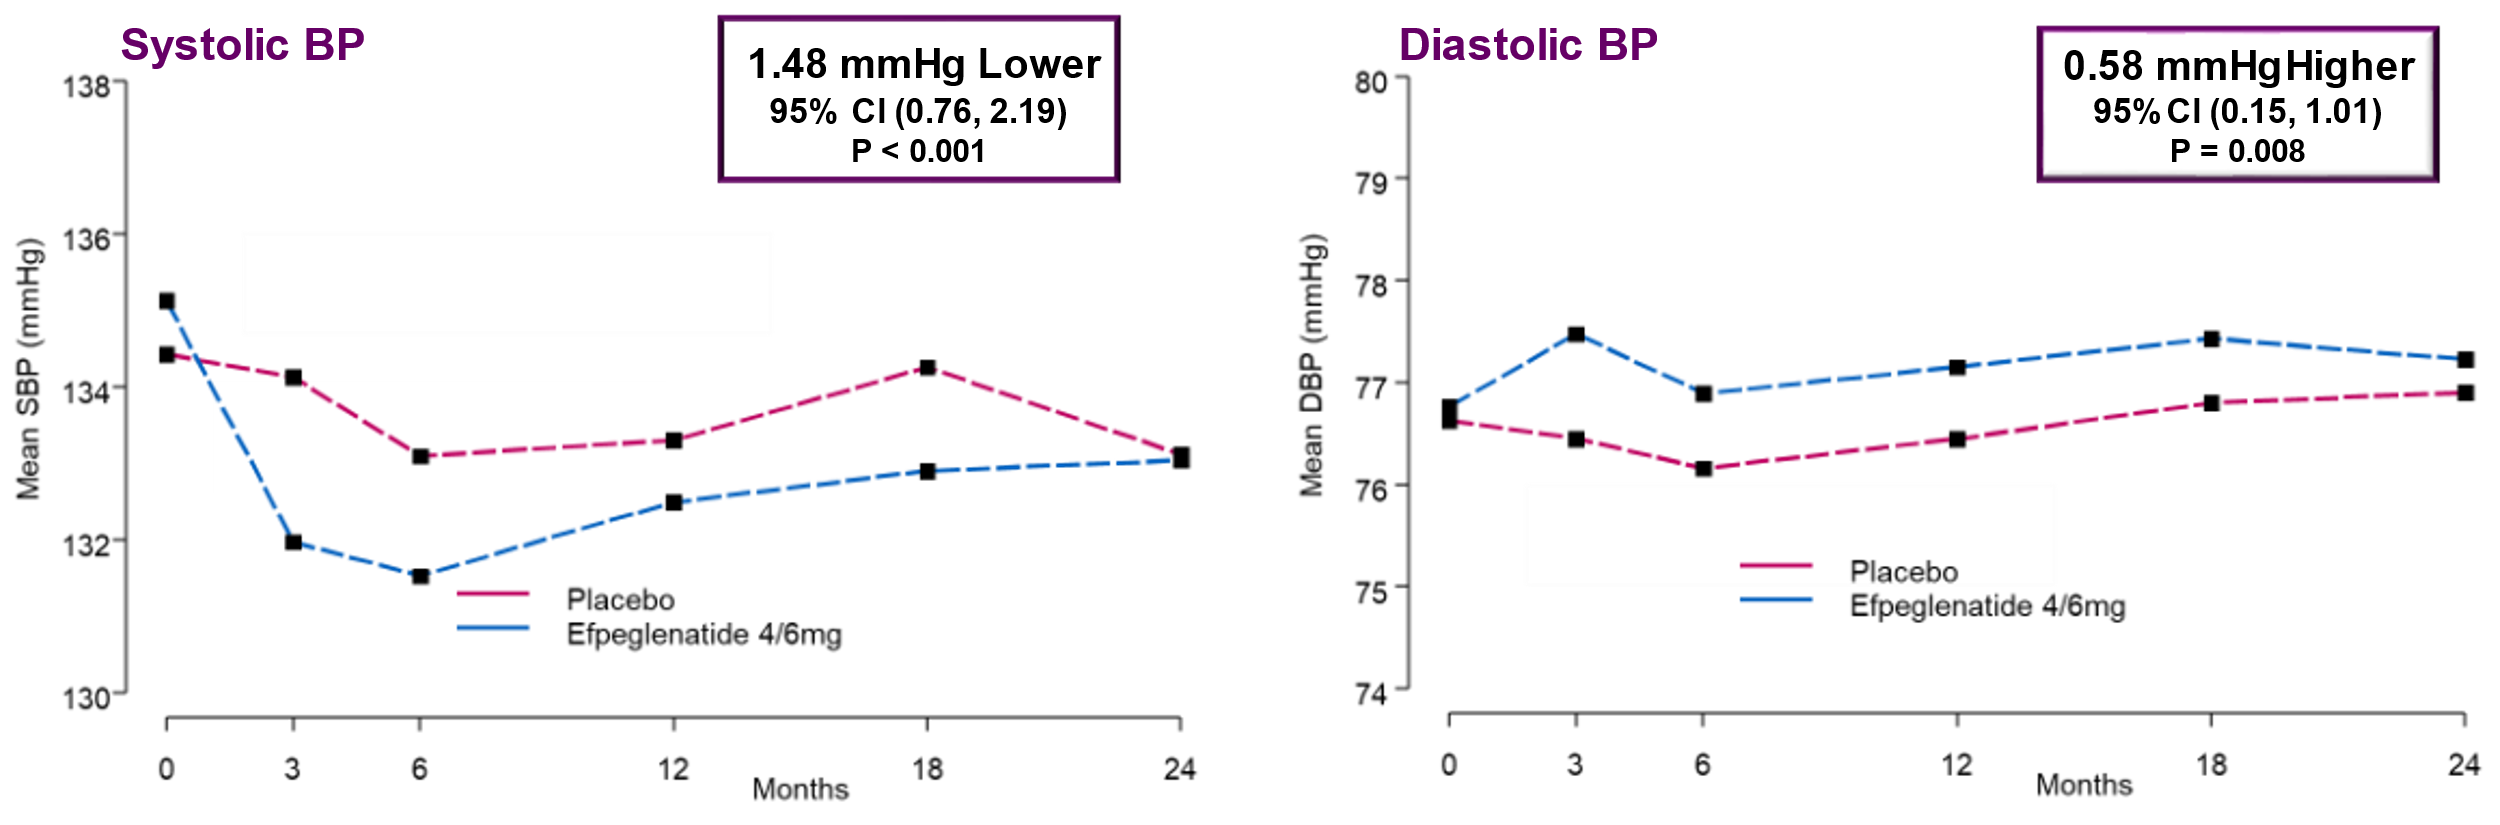 Systolic BP
1.48 mmHg Lower
95% CI (0.76, 2.19)
P < 0.001
138
136
134
132
130
Mean SBP (mmHg)
Placebo
Efpeglenatide 4/6mg
0 3 6 12 18 24
Months
Diastolic BP
0.58 mmHgHigher
95% CI (0.15, 1.01)
P = 0.008
80
79
78
77
76
75
74
Mean DBP (mmHg)
Placebo
Efpeglenatide 4/6mg
0 3 6 12 18 24
Months